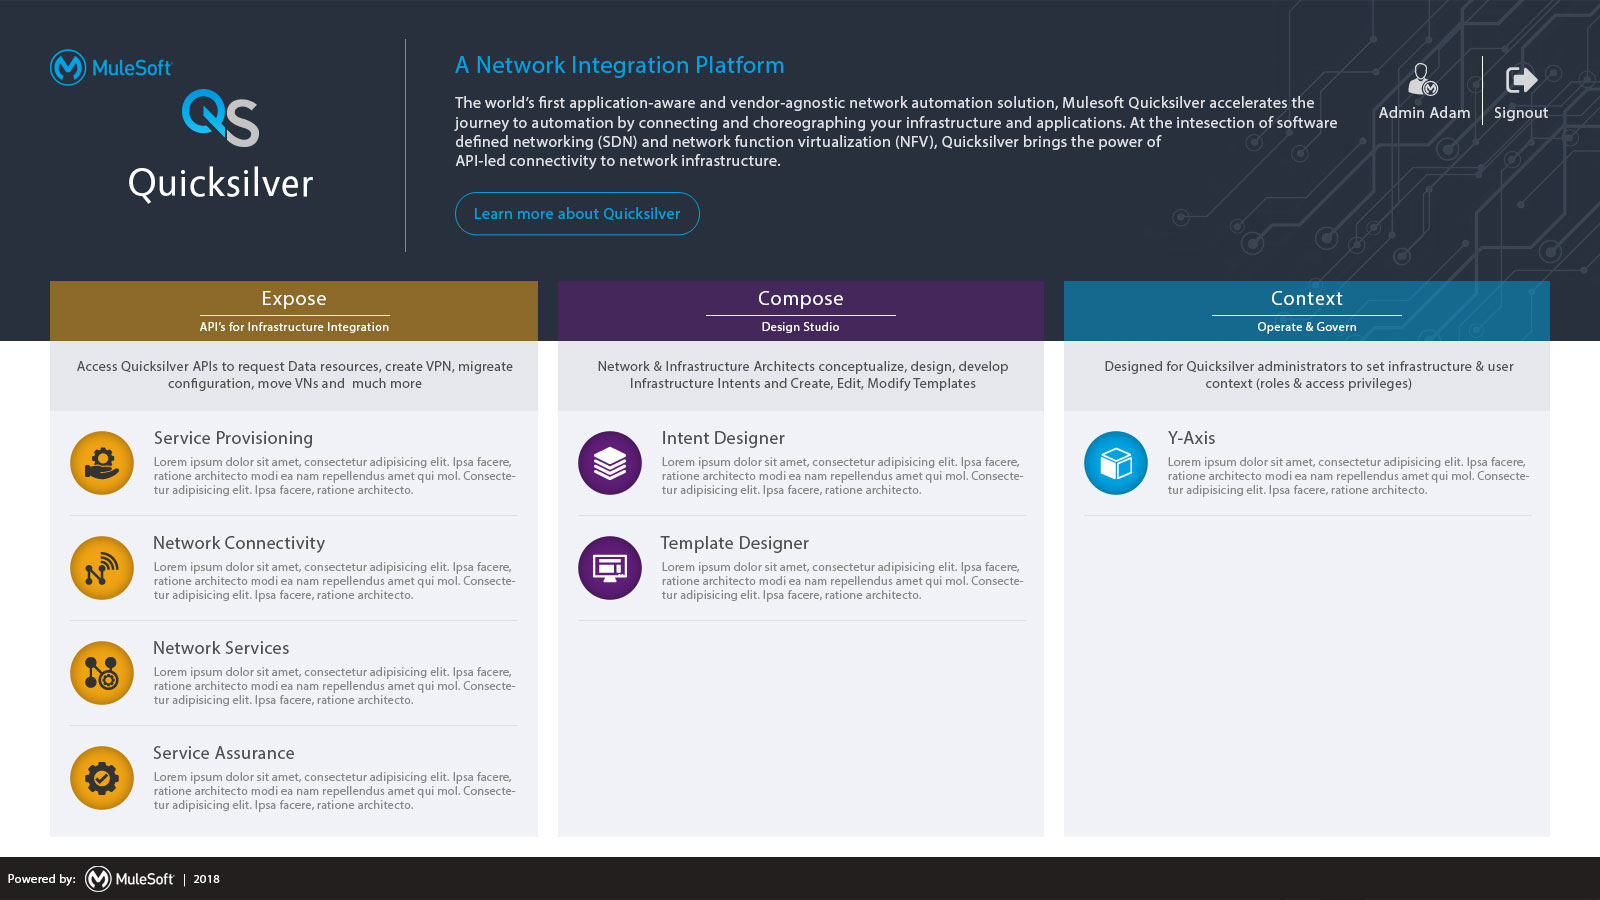 MuleSoft
QS
Quicksilver
A Network Integration Platform
The world's first application-aware and vendor-agnostic network automation solution, Mulesoft Quicksilver accelerates the
journey to automation by connecting and choreographing your infrastructure and applications. At the intesection of software
defined networking (SDN) and network function virtualization (NFV), Quicksilver brings the power of
API-led connectivity to network infrastructure.
Learn more about Quicksilver
Admin Adam
Signout
Expose
API's for Infrastructure Integration
Access Quicksilver APIs to request Data resources, create VPN, migreate
configuration, move VNs and much more
Service Provisioning
Lorem ipsum dolor sit amet, consectetur adipisicing elit. Ipsa facere,
ratione architecto modi ea nam repellendus amet qui mol. Consecte-
tur adipisicing elit. Ipsa facere, ratione architecto.
Network Connectivity
Lorem ipsum dolor sit amet, consectetur adipisicing elit. Ipsa facere,
ratione architecto modi ea nam repellendus amet qui mol. Consecte-
tur adipisicing elit. Ipsa facere, ratione architecto.
Network Services
Lorem ipsum dolor sit amet, consectetur adipisicing elit. Ipsa facere,
ratione architecto modi ea nam repellendus amet qui mol. Consecte-
tur adipisicing elit. Ipsa facere, ratione architecto.
Service Assurance
Lorem ipsum dolor sit amet, consectetur adipisicing elit. Ipsa facere,
ratione architecto modi ea nam repellendus amet qui mol. Consecte-
tur adipisicing elit. Ipsa facere, ratione architecto.
Compose
Design Studio
Network & Infrastructure Architects conceptualize, design, develop
Infrastructure Intents and Create, Edit, Modify Templates
Intent Designer
Lorem ipsum dolor sit amet, consectetur adipisicing elit. Ipsa facere,
ratione architecto modi ea nam repellendus amet qui mol. Consecte-
tur adipisicing elit. Ipsa facere, ratione architecto.
Template Designer
Lorem ipsum dolor sit amet, consectetur adipisicing elit. Ipsa facere,
ratione architecto modi ea nam repellendus amet qui mol. Consecte-
tur adipisicing elit. Ipsa facere, ratione architecto.
Context
Operate & Govern
Designed for Quicksilver administrators to set infrastructure & user
context (roles & access privileges)
Y-Axis
Lorem ipsum dolor sit amet, consectetur adipisicing elit. Ipsa facere,
ratione architecto modi ea nam repellendus amet qui mol. Consecte-
tur adipisicing elit. Ipsa facere, ratione architecto.
Powered by: MuleSoft | 2018